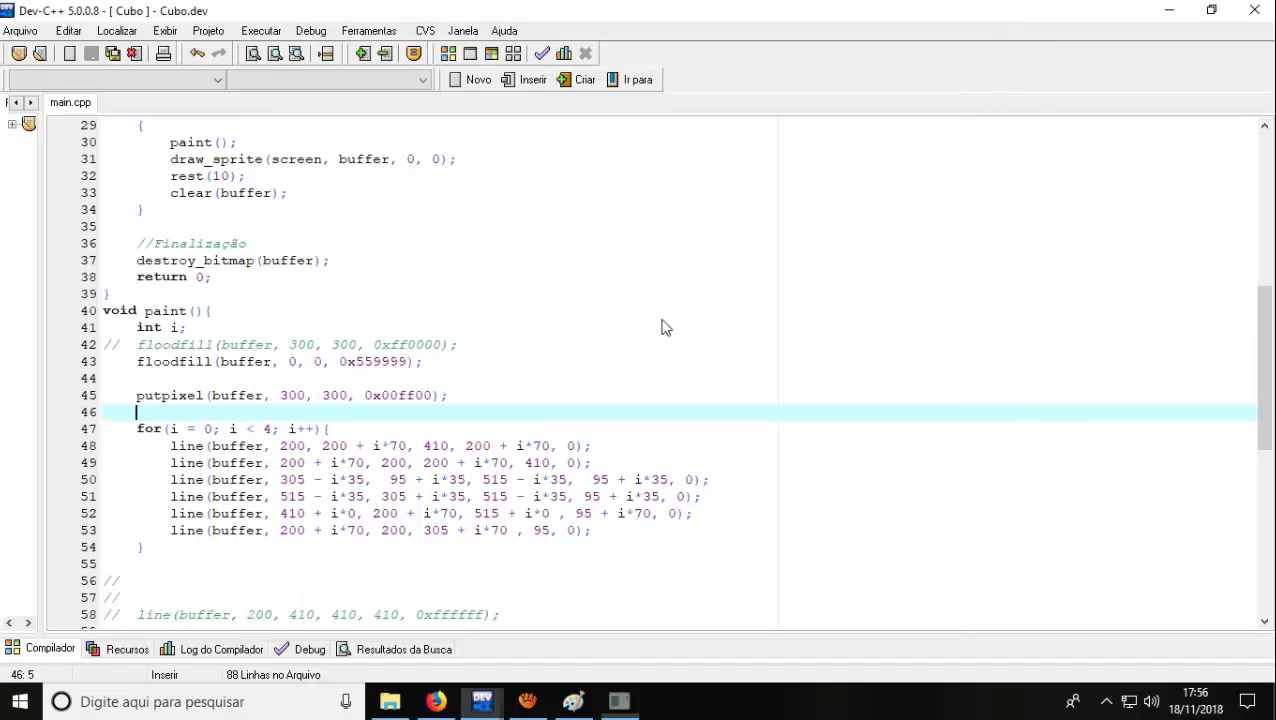 Dev-C++ 5.0.0.8 - [ Cubo ] - Cubo.dev
Arquivo Editar Localizar Exibir Projeto Executar Debug Ferramentas CVS Janela Ajuda
Novo Inserir Criar Ir para
main.cpp
29 {
30 paint();
31 draw_sprite(screen, buffer, 0, 0);
32 rest(10);
33 clear(buffer);
34 }
35
36 //Finalização
37 destroy_bitmap(buffer);
38 return 0;
39 }
40 void paint(){
41 int i;
42 // floodfill(buffer, 300, 300, 0xff0000);
43 floodfill(buffer, 0, 0, 0x559999);
44
45 putpixel(buffer, 300, 300, 0x00ff00);
46
47 for(i = 0; i < 4; i++){
48 line(buffer, 200, 200 + i*70, 410, 200 + i*70, 0);
49 line(buffer, 200 + i*70, 200, 200 + i*70, 410, 0);
50 line(buffer, 305 - i*35, 95 + i*35, 515 - i*35, 95 + i*35, 0);
51 line(buffer, 515 - i*35, 305 + i*35, 515 - i*35, 95 + i*35, 0);
52 line(buffer, 410 + i*0, 200 + i*70, 515 + i*0 , 95 + i*70, 0);
53 line(buffer, 200 + i*70, 200, 305 + i*70 , 95, 0);
54 }
55
56 //
57 //
58 // line(buffer, 200, 410, 410, 410, 0xffffff);
Compilador Recursos Log do Compilador Debug Resultados da Busca
46: 5 Inserir 88 Linhas no Arquivo
Digite aqui para pesquisar
DEV
17:56
18/11/2018